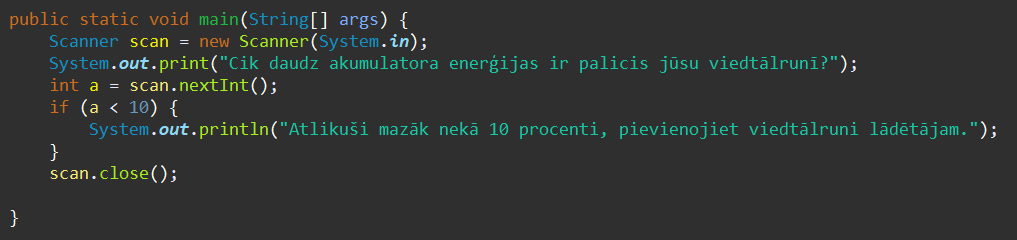 public static void main(String[] args) {
Scanner scan = new Scanner(System.in);
System.out.print("Cik daudz akumulatora enerģijas ir palicis jūsu viedtālrunī?");
int a = scan.nextInt();
if (a < 10) {
System.out.println("Atlikuši mazāk nekā 10 procenti, pievienojiet viedtālruni lādētājam.");
}
scan.close();
}